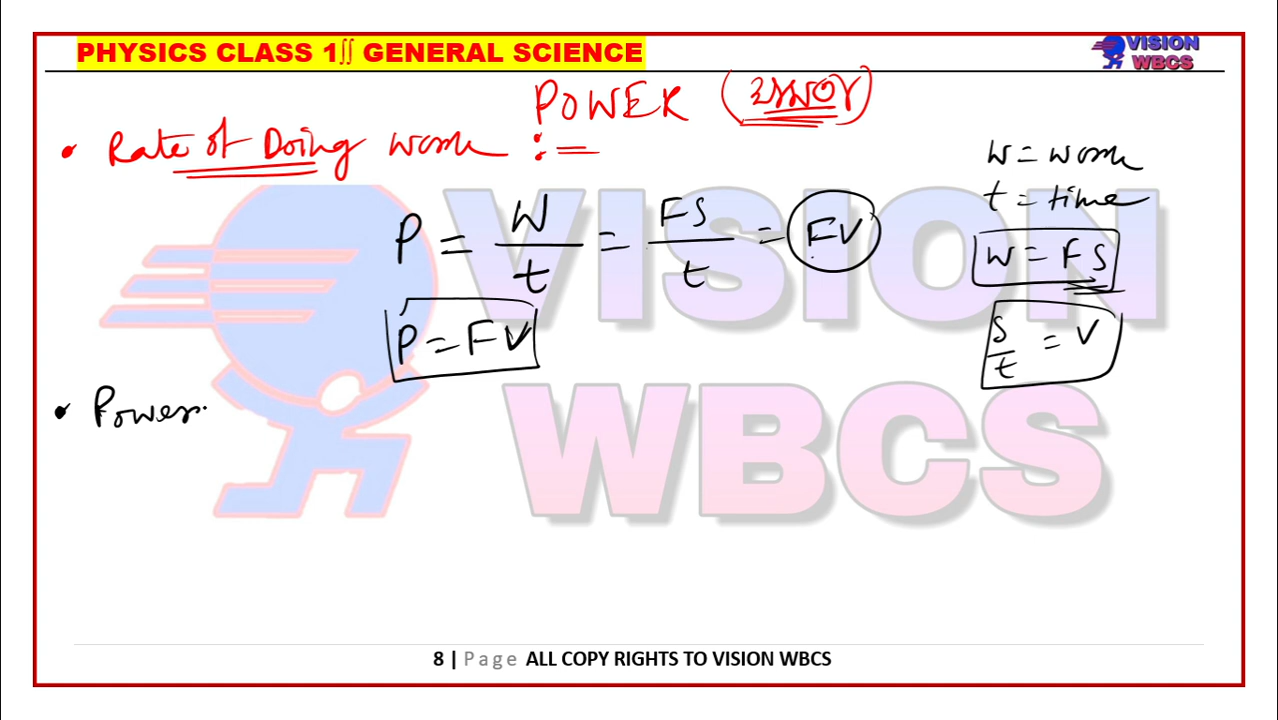 PHYSICS CLASS 1∬ GENERAL SCIENCE
VISION
WBCS
POWER
• Rate of Doing Work :=
W = Work
t = time
P = W/t = FS/t = FV
W = FS
P = FV
S/t = V
• Power
VISION
WBCS
8 | Page ALL COPY RIGHTS TO VISION WBCS